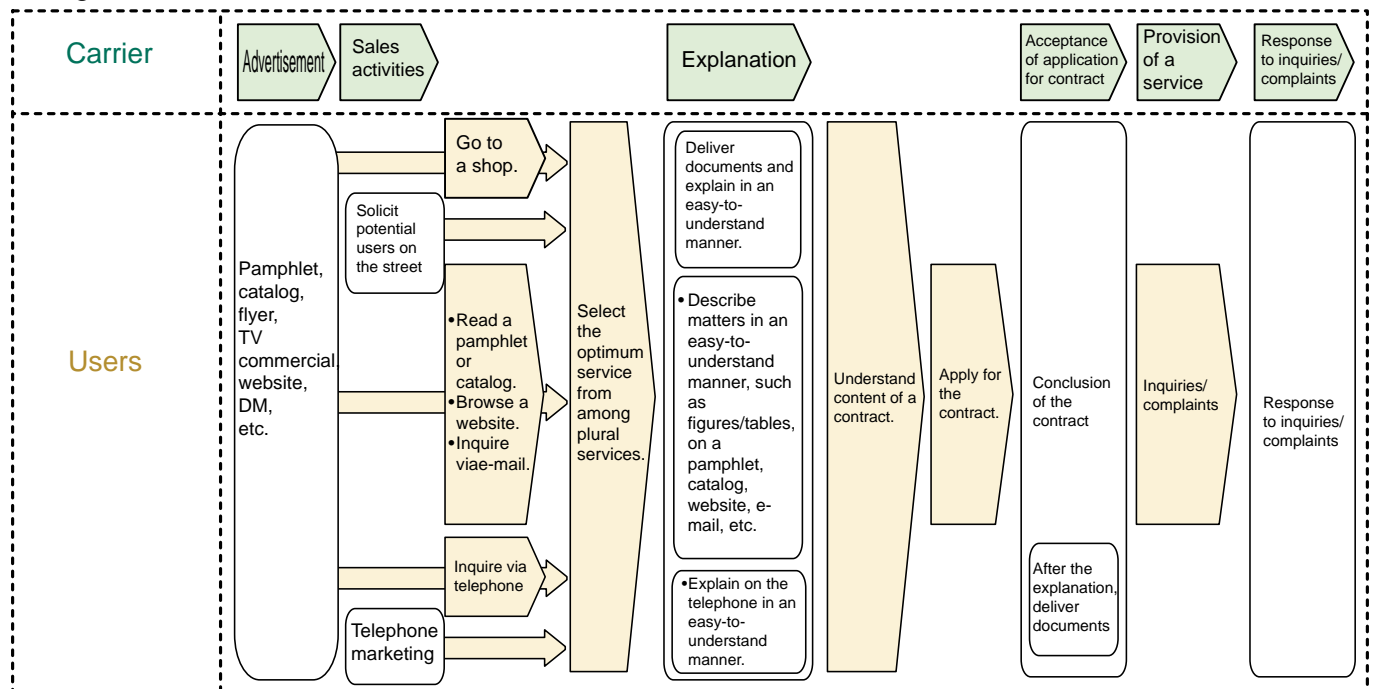 Carrier
Advertisement
Sales
activities
Explanation
Acceptance
of application
for contract
Provision
of a
service
Response
to inquiries/
complaints
Users
Pamphlet,
catalog,
flyer,
TV
commercial,
website,
DM,
etc.
Go to
a shop.
Solicit
potential
users on
the street
•Read a
pamphlet
or
catalog.
•Browse a
website.
•Inquire
viae-mail.
Inquire via
telephone
Telephone
marketing
Select
the
optimum
service
from
among
plural
services.
Deliver
documents and
explain in an
easy-to-
understand
manner.
• Describe
matters in an
easy-to-
understand
manner, such
as
figures/tables,
on a
pamphlet,
catalog,
website, e-
mail, etc.
•Explain on the
telephone in an
easy-to-
understand
manner.
Understand
content of a
contract.
Apply for
the
contract.
Conclusion
of the
contract
After the
explanation,
deliver
documents
Inquiries/
complaints
Response
to inquiries/
complaints